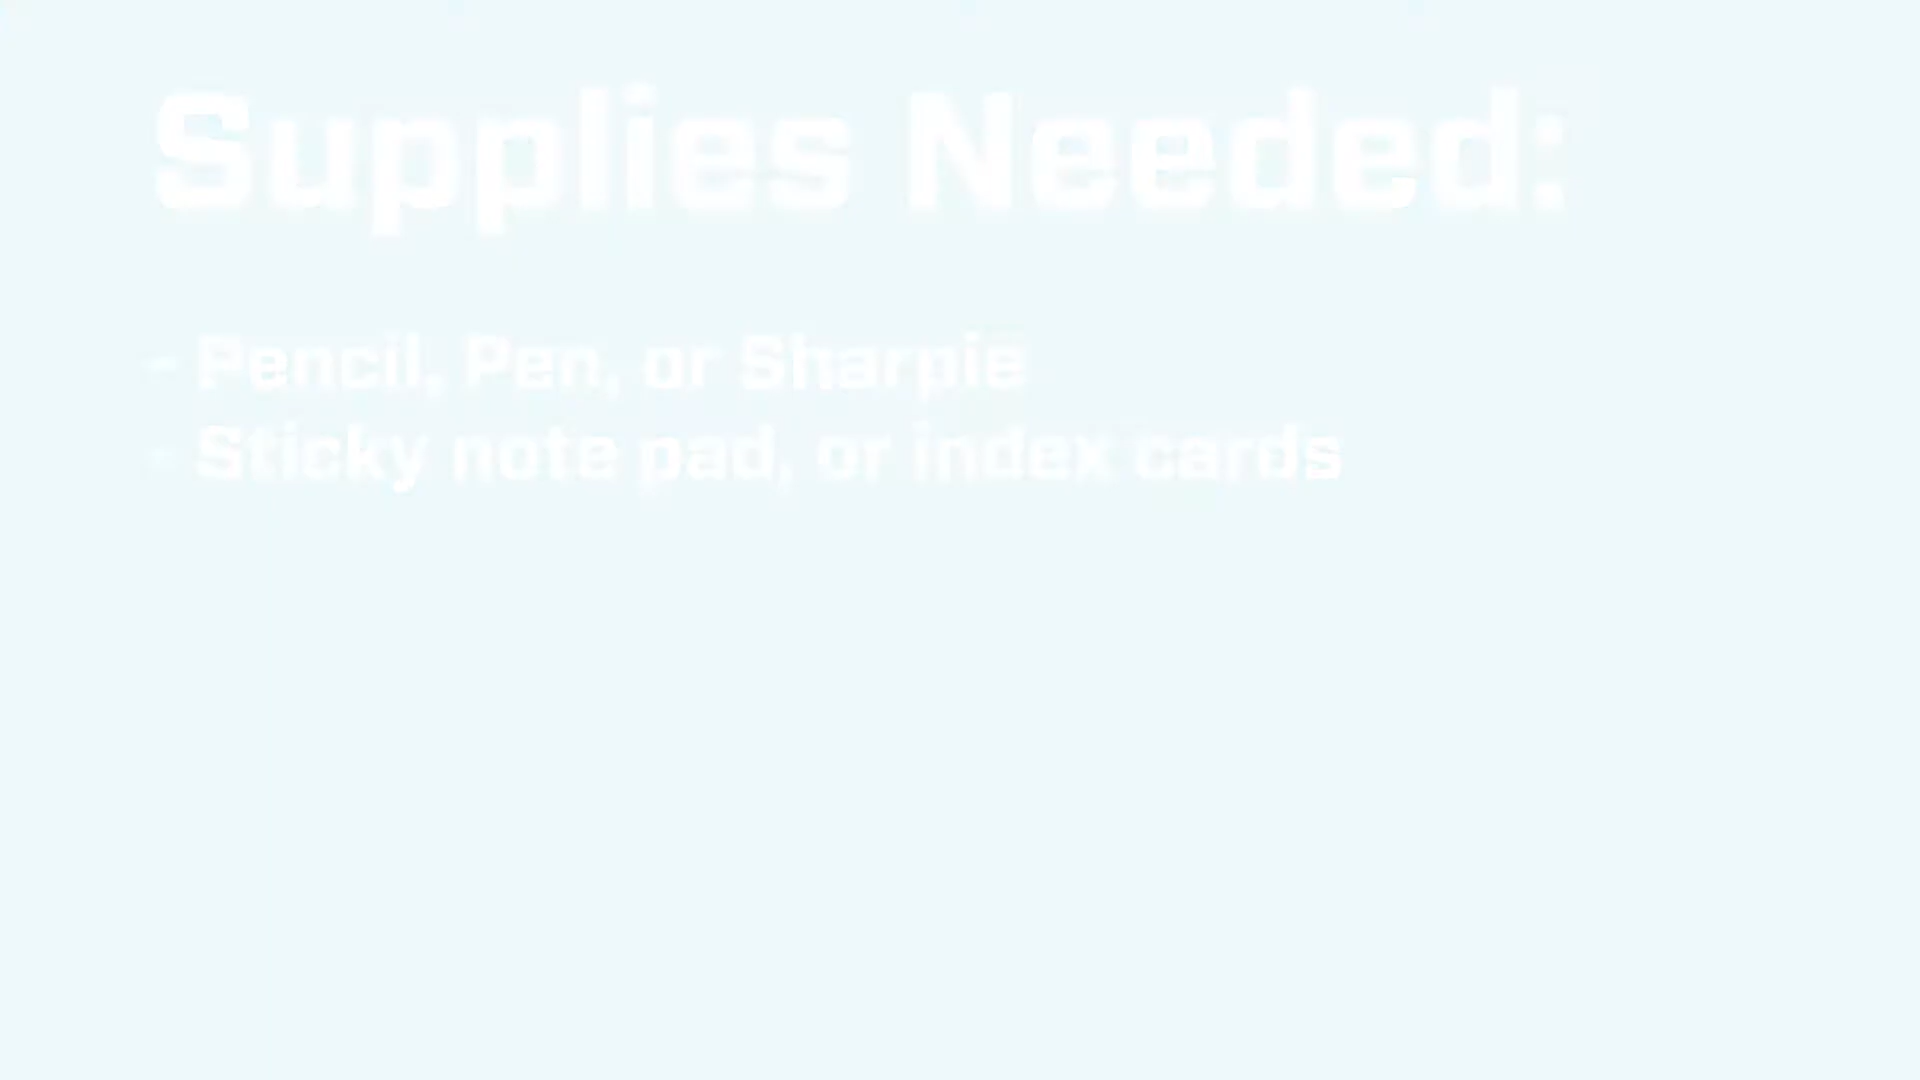 Supplies Needed:
- Pencil, Pen, or Sharpie
- Sticky note pad, or index cards